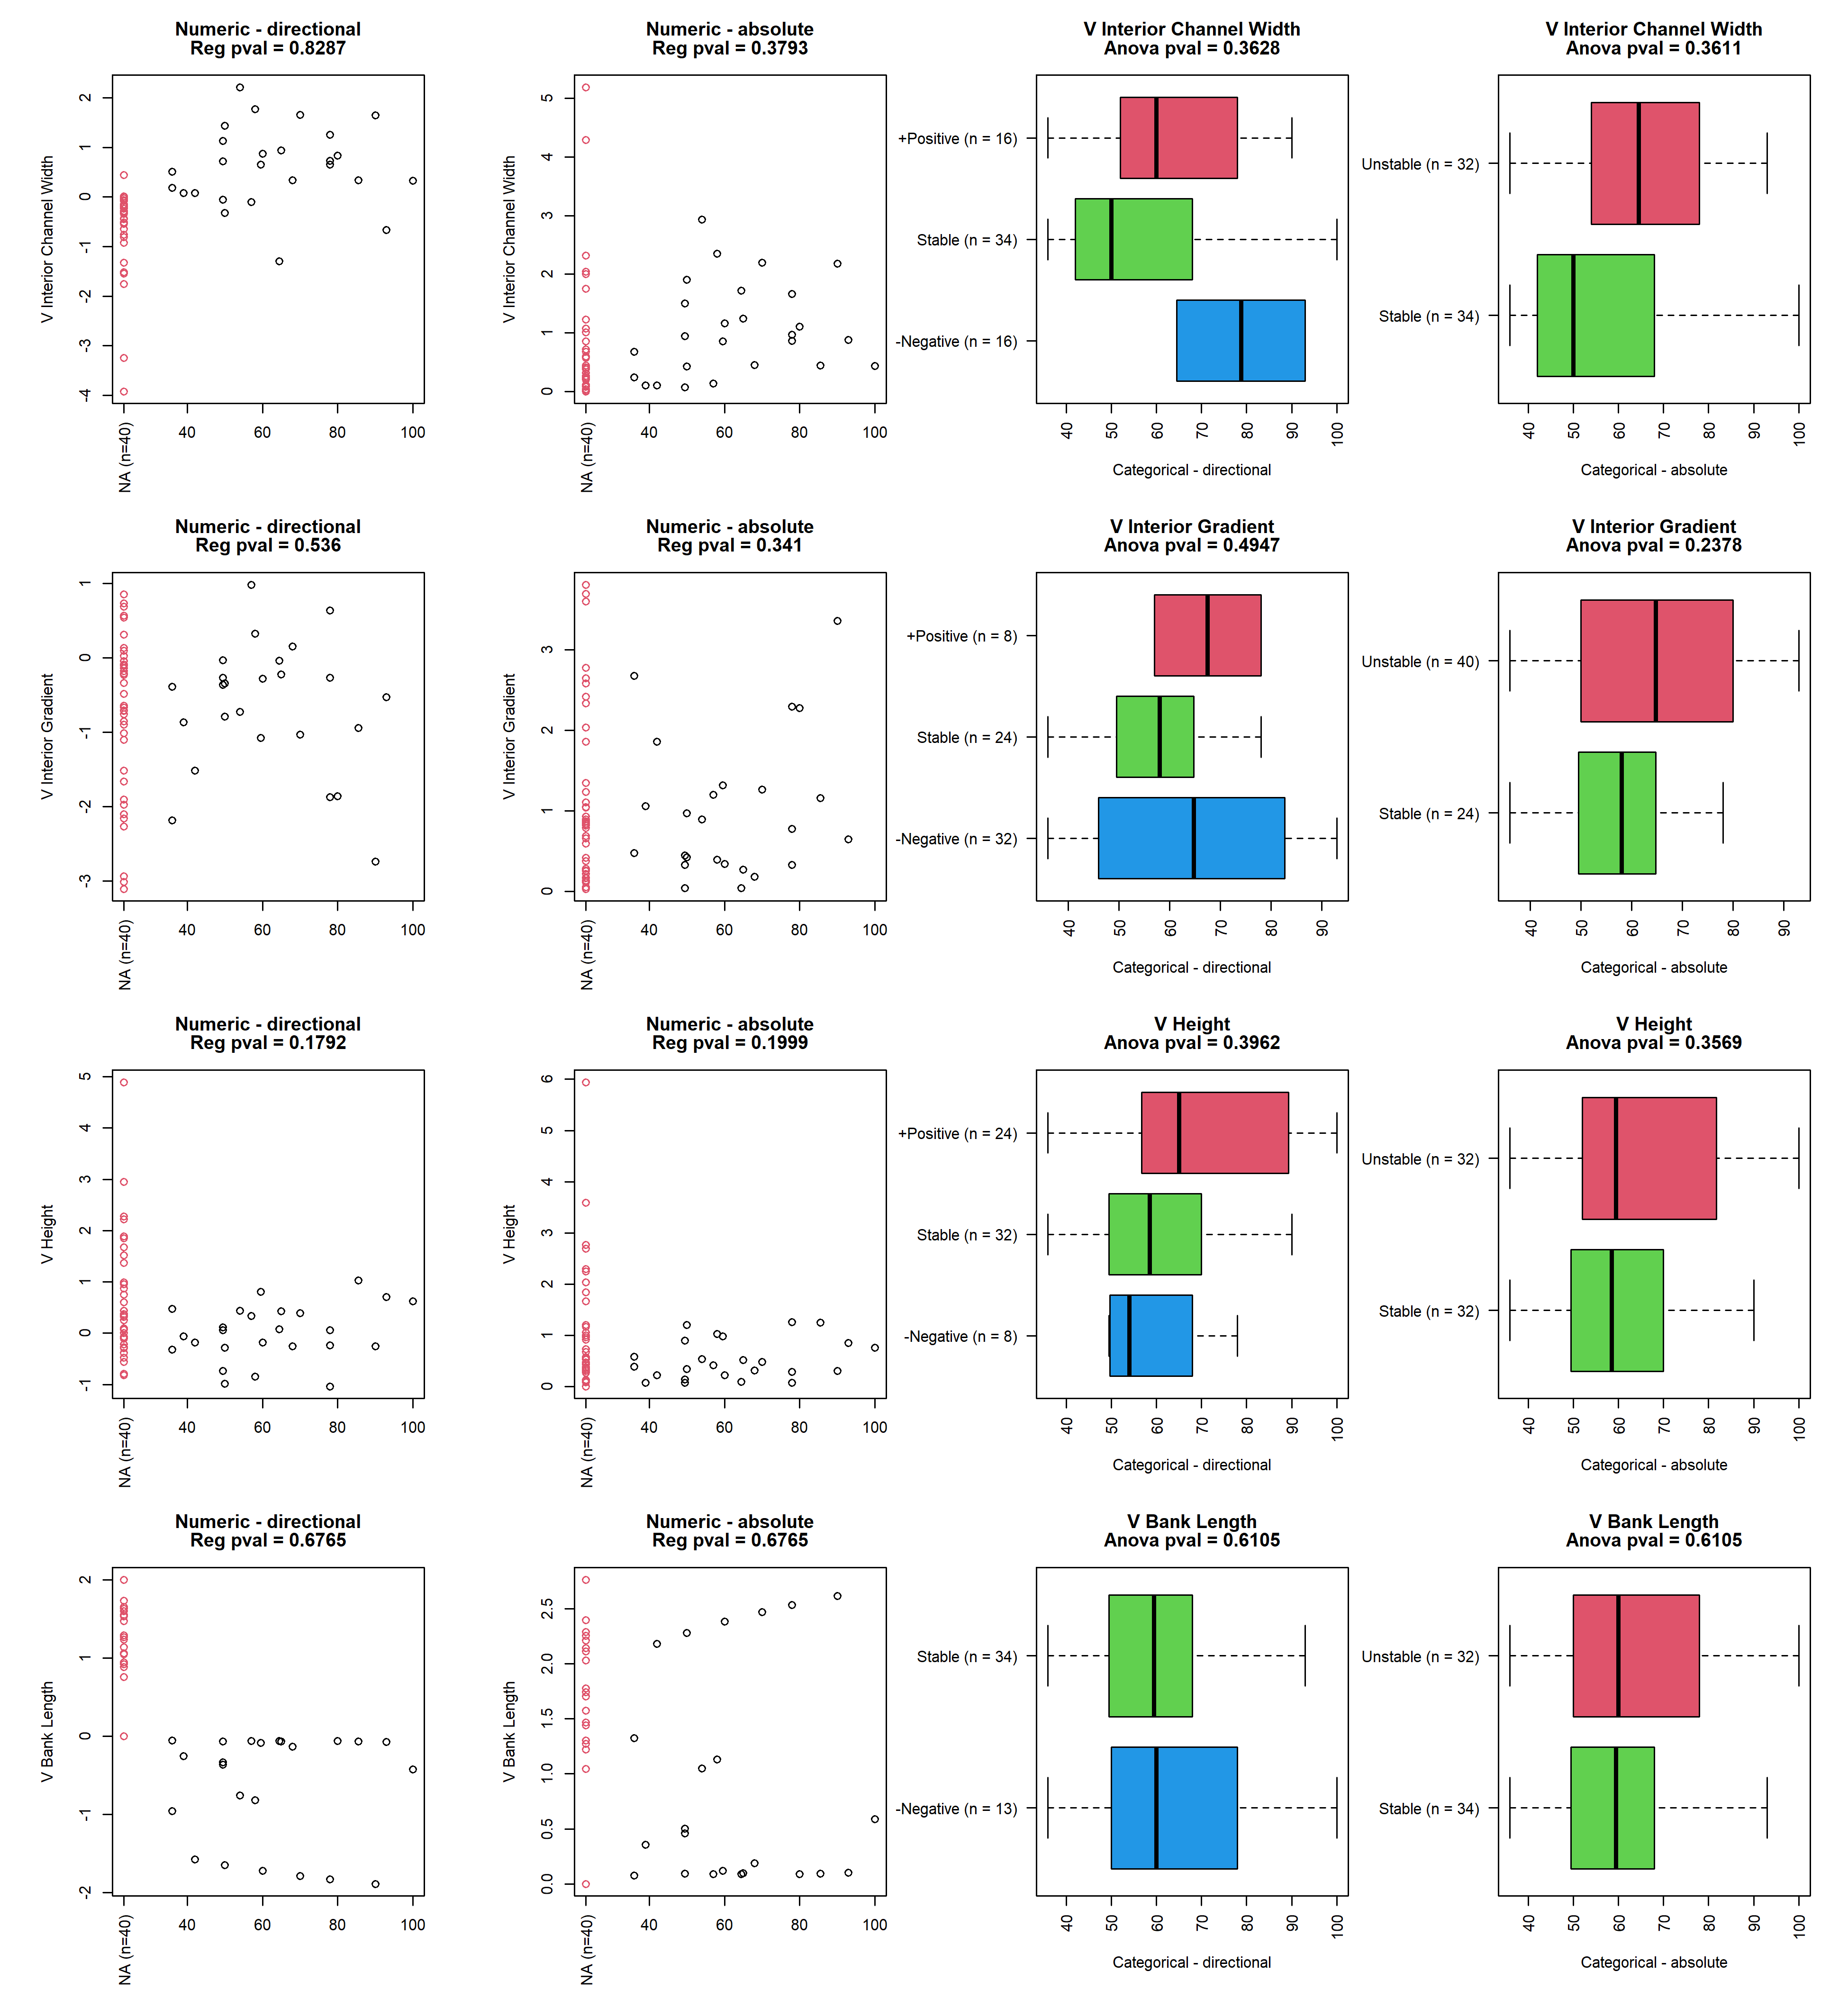 Numeric - directional
Reg pval = 0.8287
V Interior Channel Width
2
1
0
-1
-2
-3
-4
NA (n=40)
40
60
80
100
Numeric - absolute
Reg pval = 0.3793
V Interior Channel Width
5
4
3
2
1
0
NA (n=40)
40
60
80
100
V Interior Channel Width
Anova pval = 0.3628
+Positive (n = 16)
Stable (n = 34)
-Negative (n = 16)
40
50
60
70
80
90
100
Categorical - directional
V Interior Channel Width
Anova pval = 0.3611
Unstable (n = 32)
Stable (n = 34)
40
50
60
70
80
90
100
Categorical - absolute
Numeric - directional
Reg pval = 0.536
V Interior Gradient
1
0
-1
-2
-3
NA (n=40)
40
60
80
100
Numeric - absolute
Reg pval = 0.341
V Interior Gradient
3
2
1
0
NA (n=40)
40
60
80
100
V Interior Gradient
Anova pval = 0.4947
+Positive (n = 8)
Stable (n = 24)
-Negative (n = 32)
40
50
60
70
80
90
Categorical - directional
V Interior Gradient
Anova pval = 0.2378
Unstable (n = 40)
Stable (n = 24)
40
50
60
70
80
90
Categorical - absolute
Numeric - directional
Reg pval = 0.1792
V Height
5
4
3
2
1
0
-1
NA (n=40)
40
60
80
100
Numeric - absolute
Reg pval = 0.1999
V Height
6
5
4
3
2
1
0
NA (n=40)
40
60
80
100
V Height
Anova pval = 0.3962
+Positive (n = 24)
Stable (n = 32)
-Negative (n = 8)
40
50
60
70
80
90
100
Categorical - directional
V Height
Anova pval = 0.3569
Unstable (n = 32)
Stable (n = 32)
40
50
60
70
80
90
100
Categorical - absolute
Numeric - directional
Reg pval = 0.6765
V Bank Length
2
1
0
-1
-2
NA (n=40)
40
60
80
100
Numeric - absolute
Reg pval = 0.6765
V Bank Length
2.5
2.0
1.5
1.0
0.5
0.0
NA (n=40)
40
60
80
100
V Bank Length
Anova pval = 0.6105
Stable (n = 34)
-Negative (n = 13)
40
50
60
70
80
90
100
Categorical - directional
V Bank Length
Anova pval = 0.6105
Unstable (n = 32)
Stable (n = 34)
40
50
60
70
80
90
100
Categorical - absolute